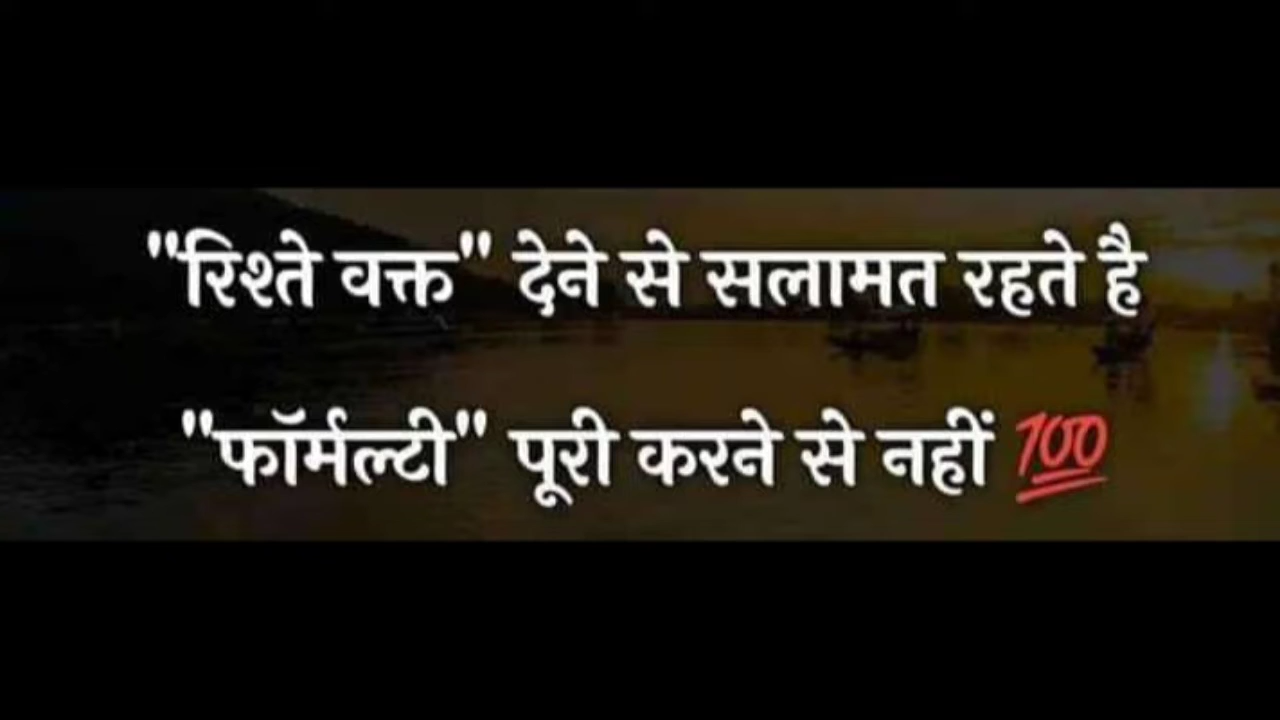 "रिश्ते वक्त" देने से सलामत रहते है
"फॉर्मल्टी" पूरी करने से नहीं 💯